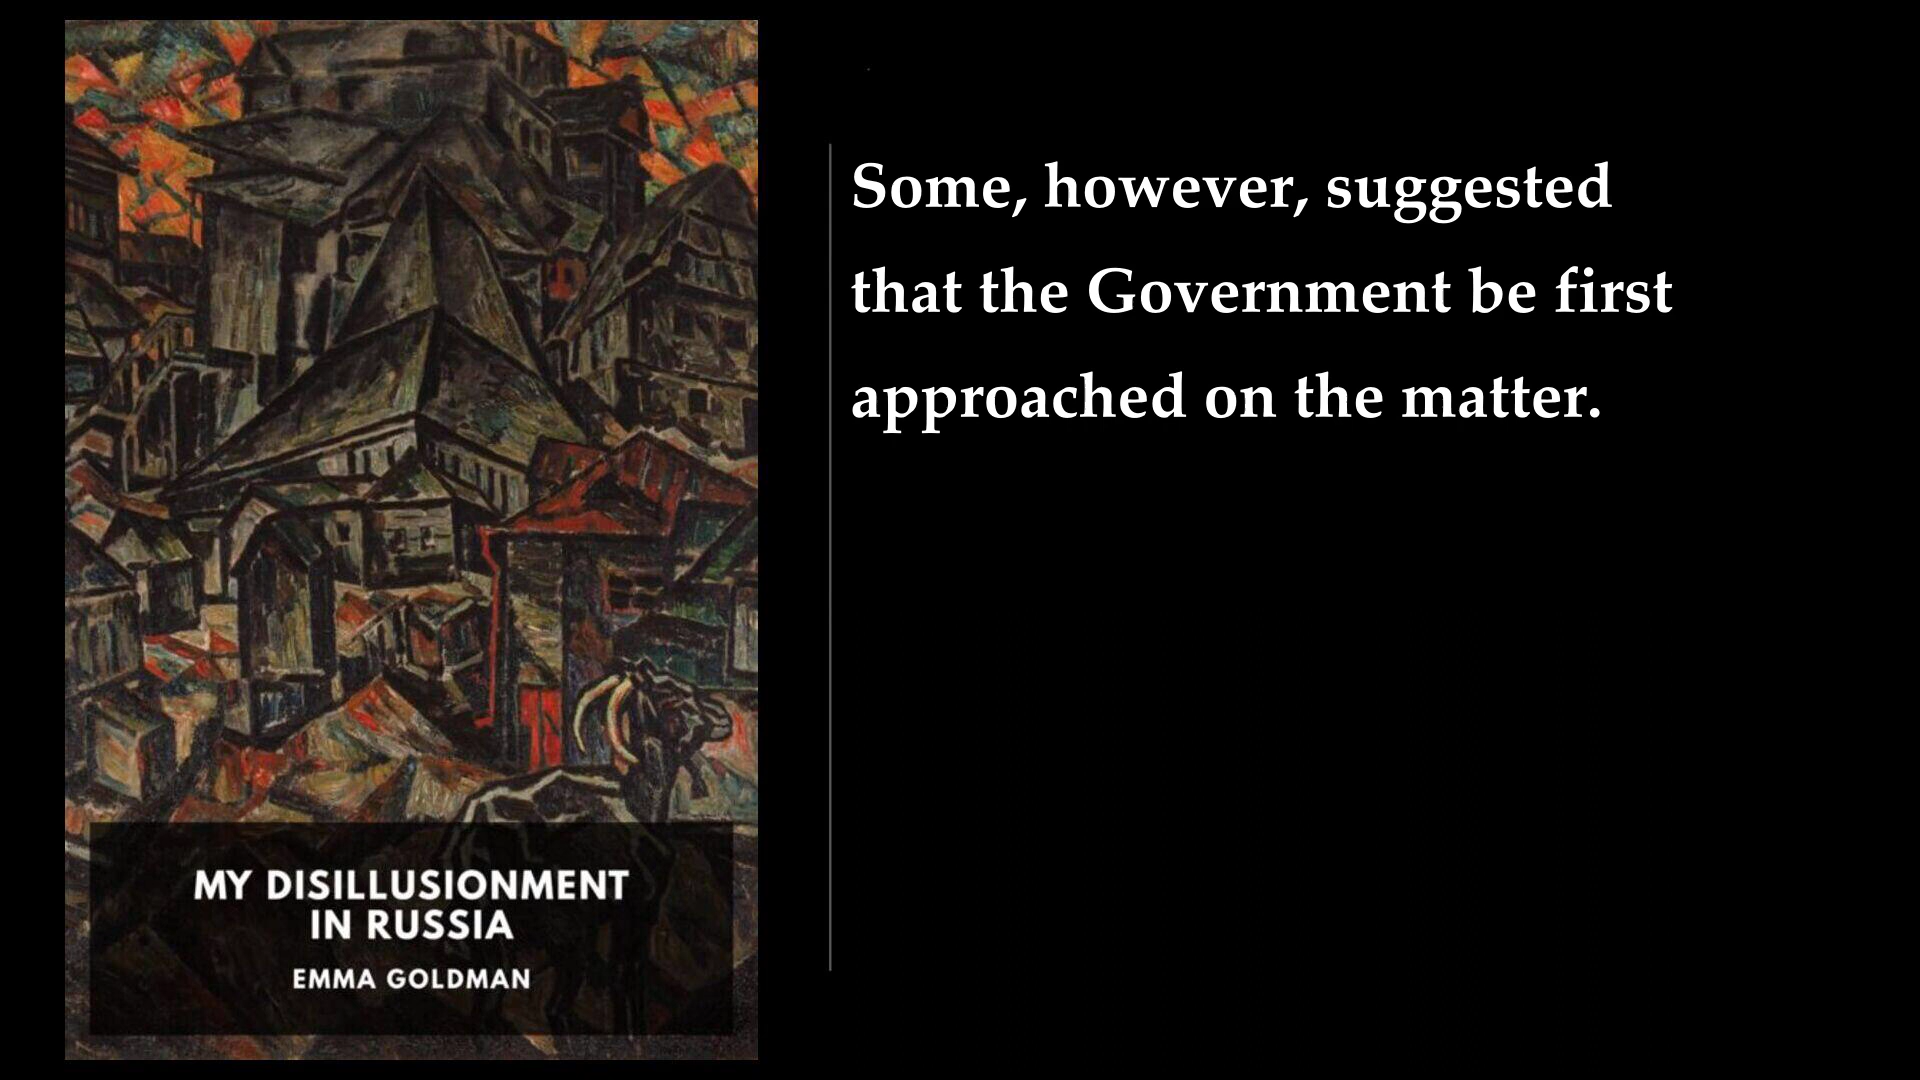 MY DISILLUSIONMENT
IN RUSSIA
EMMA GOLDMAN
Some, however, suggested
that the Government be first
approached on the matter.